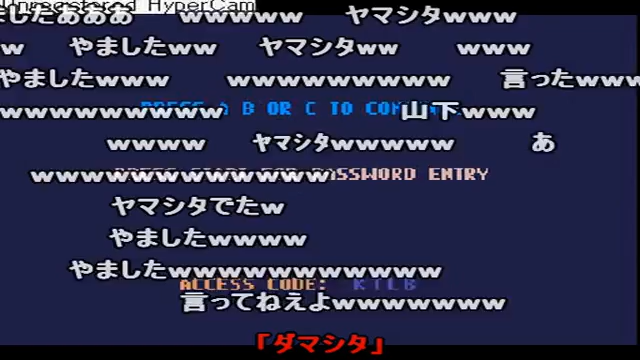 Unregistered HyperCam
ましたあああ wwwww ヤマシタwww
w やましたww ヤマシタww www
やましたwww wwwwwwwww 言ったwww
wwwwwwwww B OR C TO 山下www
wwww ヤマシタwwwww あ
wwwwwwwwwwww PASSWORD ENTRY
ヤマシタでたw
やましたwwww
やましたwwwwwwwwwww
ACCESS CODE:
言ってねえよwwwwwww
「ダマシタ」